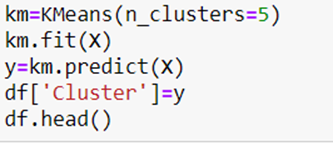 km=KMeans(n_clusters=5)
km.fit(X)
y=km.predict(X)
df['Cluster']=y
df.head()